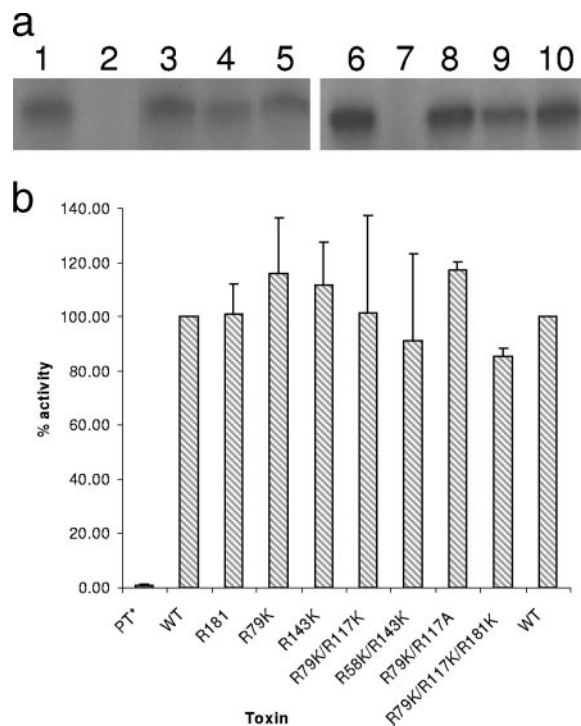 a
1 2 3 4 5 6 7 8 9 10
b
140.00
120.00
100.00
80.00
60.00
40.00
20.00
0.00
% activity
PT* WT R181 R79K R143K R79K/R117K R58K/R143K R79K/R117A R79K/R117K/R181K WT
Toxin